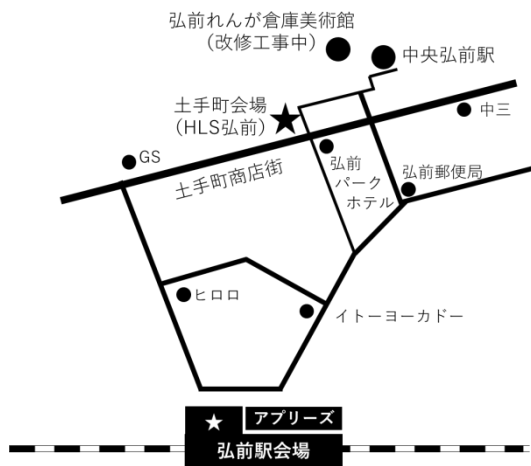 弘前れんが倉庫美術館
(改修工事中)
中央弘前駅
土手町会場
(HLS弘前)
中三
GS
土手町商店街
弘前
パーク
ホテル
弘前郵便局
ヒロロ
イトーヨーカドー
アプリーズ
弘前駅会場